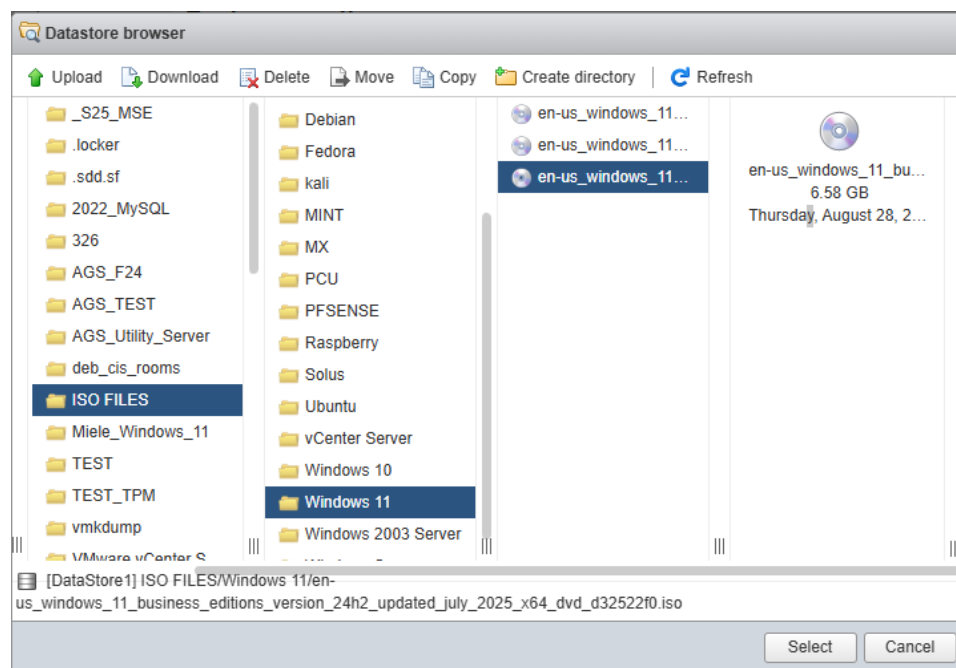 Datastore browser
Upload Download Delete Move Copy Create directory Refresh
_S25_MSE
.locker
.sdd.sf
2022_MySQL
326
AGS_F24
AGS_TEST
AGS_Utility_Server
deb_cis_rooms
ISO FILES
Miele_Windows_11
TEST
TEST_TPM
vmkdump
VMware vCenter S
Debian
Fedora
kali
MINT
MX
PCU
PFSENSE
Raspberry
Solus
Ubuntu
vCenter Server
Windows 10
Windows 11
Windows 2003 Server
en-us_windows_11...
en-us_windows_11...
en-us_windows_11...
en-us_windows_11_bu...
6.58 GB
Thursday, August 28, 2...
[DataStore1] ISO FILES/Windows 11/en-
us_windows_11_business_editions_version_24h2_updated_july_2025_x64_dvd_d32522f0.iso
Select Cancel